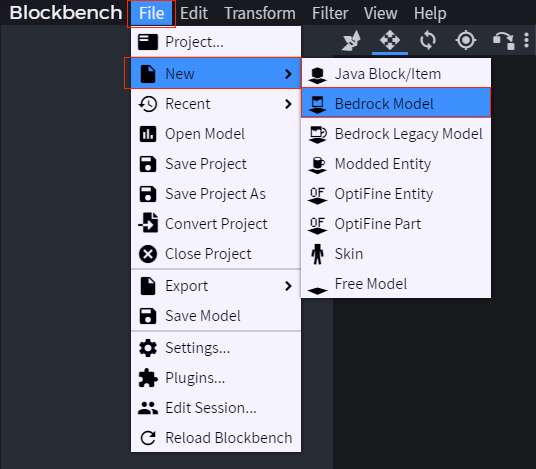 Blockbench File Edit Transform Filter View Help
Project...
New
Recent
Open Model
Save Project
Save Project As
Convert Project
Close Project
Export
Save Model
Settings...
Plugins...
Edit Session...
Reload Blockbench
Java Block/Item
Bedrock Model
Bedrock Legacy Model
Modded Entity
OF OptiFine Entity
OF OptiFine Part
Skin
Free Model